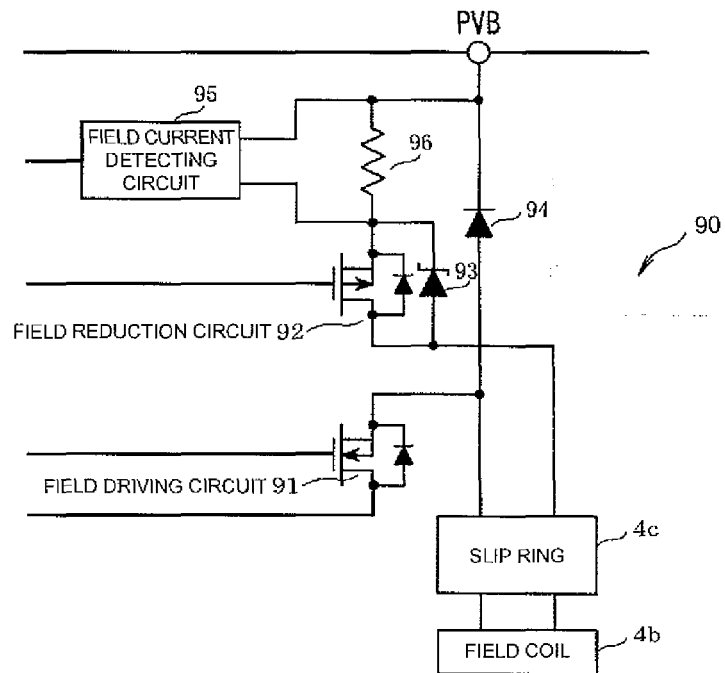 PVB
95
FIELD CURRENT
DETECTING
CIRCUIT
96
94
90
93
FIELD REDUCTION CIRCUIT 92
FIELD DRIVING CIRCUIT 91
4c
SLIP RING
4b
FIELD COIL